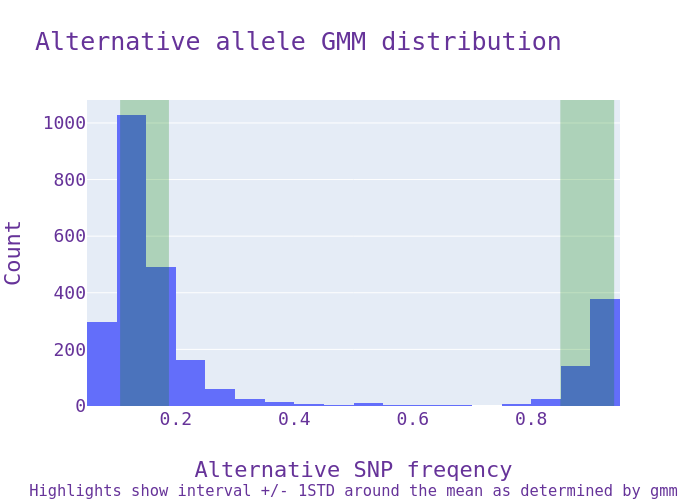 Alternative allele GMM distribution
Count
1000
800
600
400
200
0
0.2 0.4 0.6 0.8
Alternative SNP freqency
Highlights show interval +/- 1STD around the mean as determined by gmm